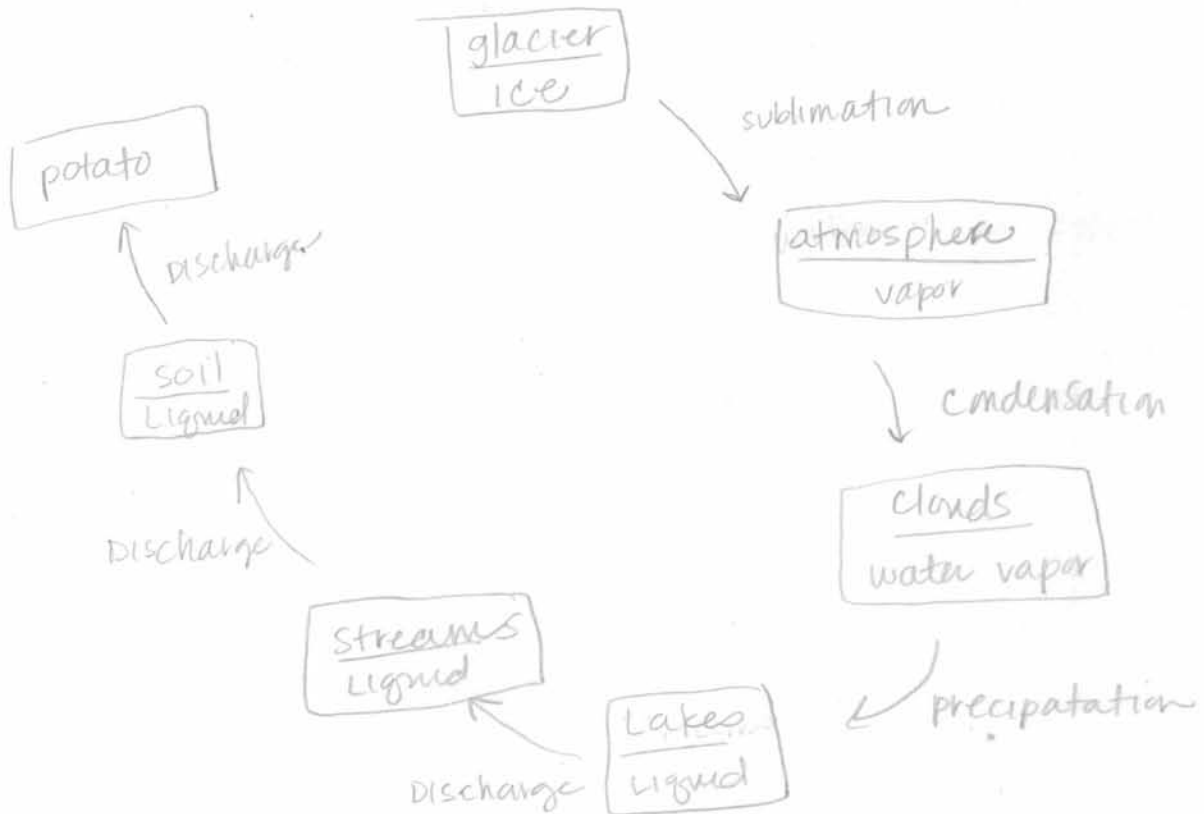 glacier
ice
sublimation
atmosphere
vapor
condensation
clouds
water vapor
precipatation
Lakes
Liquid
Discharge
Streams
Liquid
Discharge
soil
Liquid
Discharge
potato